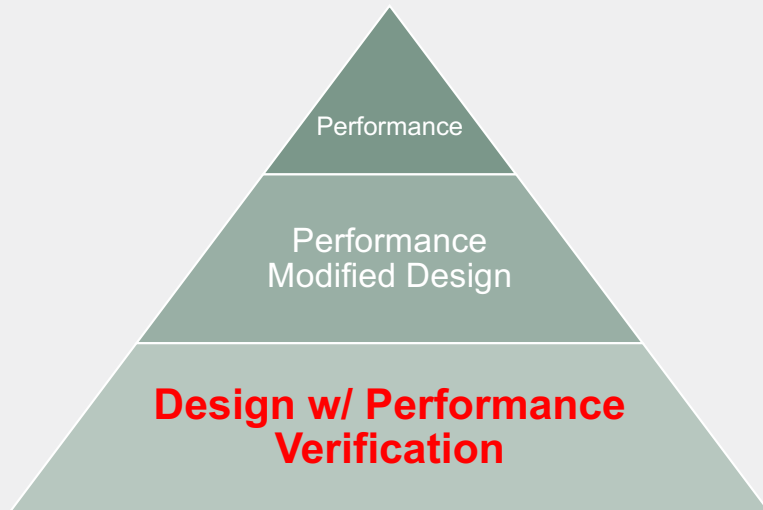 Performance
Performance
Modified Design
Design w/ Performance
Verification